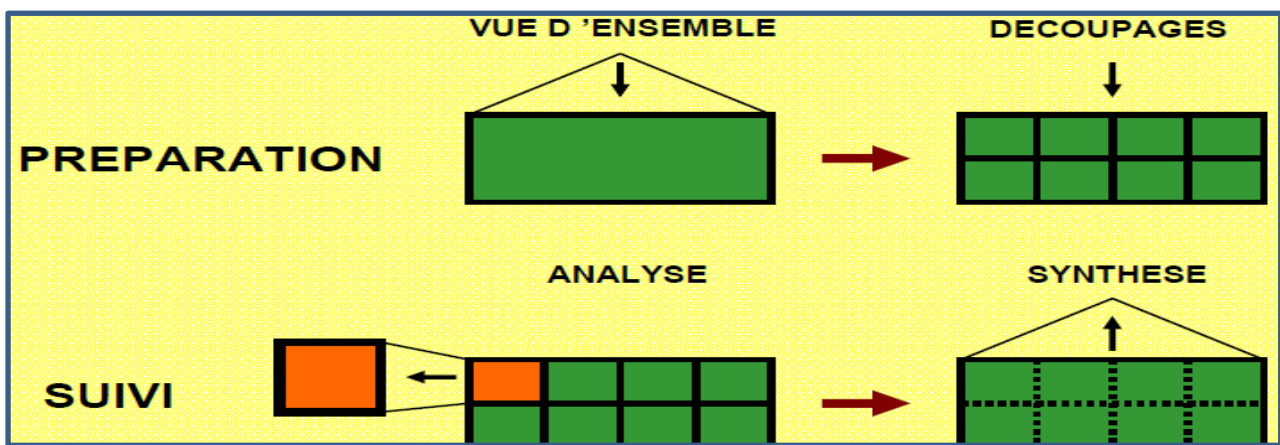 VUE D ’ENSEMBLE
DECOUPAGES
PREPARATION
ANALYSE
SYNTHESE
SUIVI